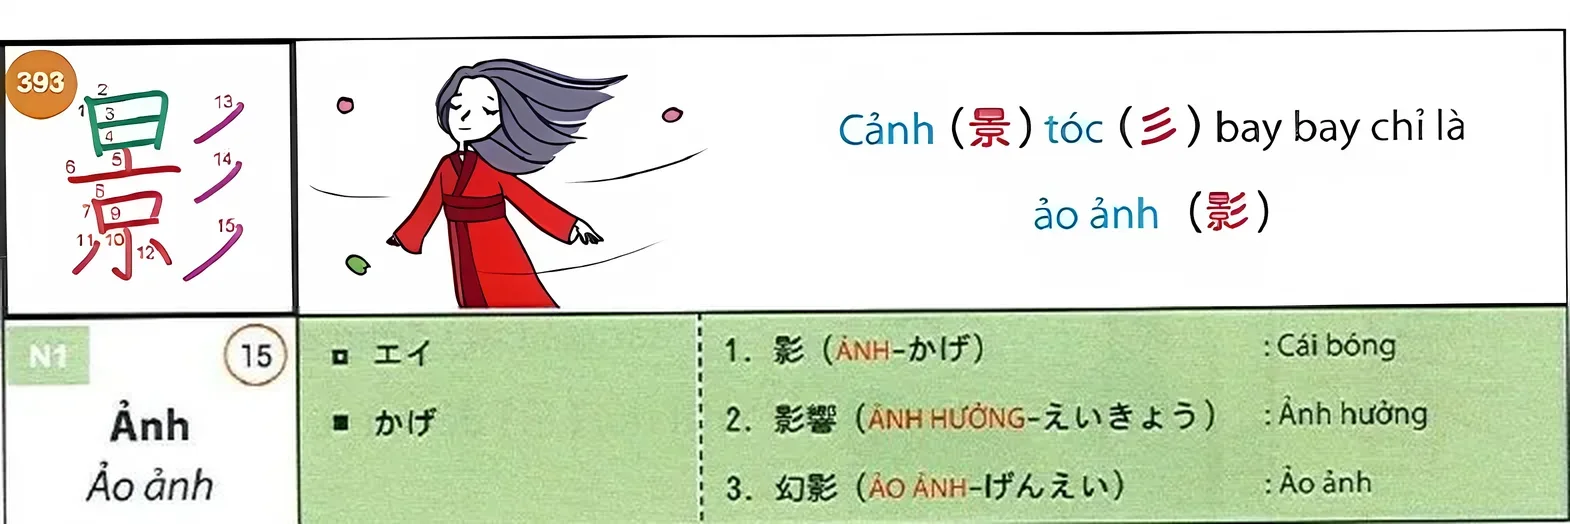 393
景彡
1 2 3 4 5 6 7 8 9 10 11 12 13 14 15
Cảnh (景) tóc (彡) bay bay chỉ là
ảo ảnh (影)
N1
15
Ảnh
Ảo ảnh
エイ
かげ
1. 影 (ẢNH-かげ) : Cái bóng
2. 影響 (ẢNH HƯỞNG-えいきょう) : Ảnh hưởng
3. 幻影 (ẢO ẢNH-げんえい) : Ảo ảnh